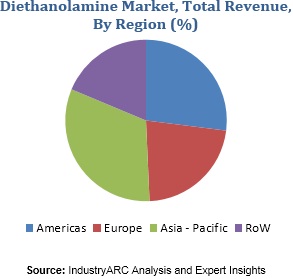 Diethanolamine Market, Total Revenue,
By Region (%)
Americas Europe Asia - Pacific RoW
Source: IndustryARC Analysis and Expert Insights